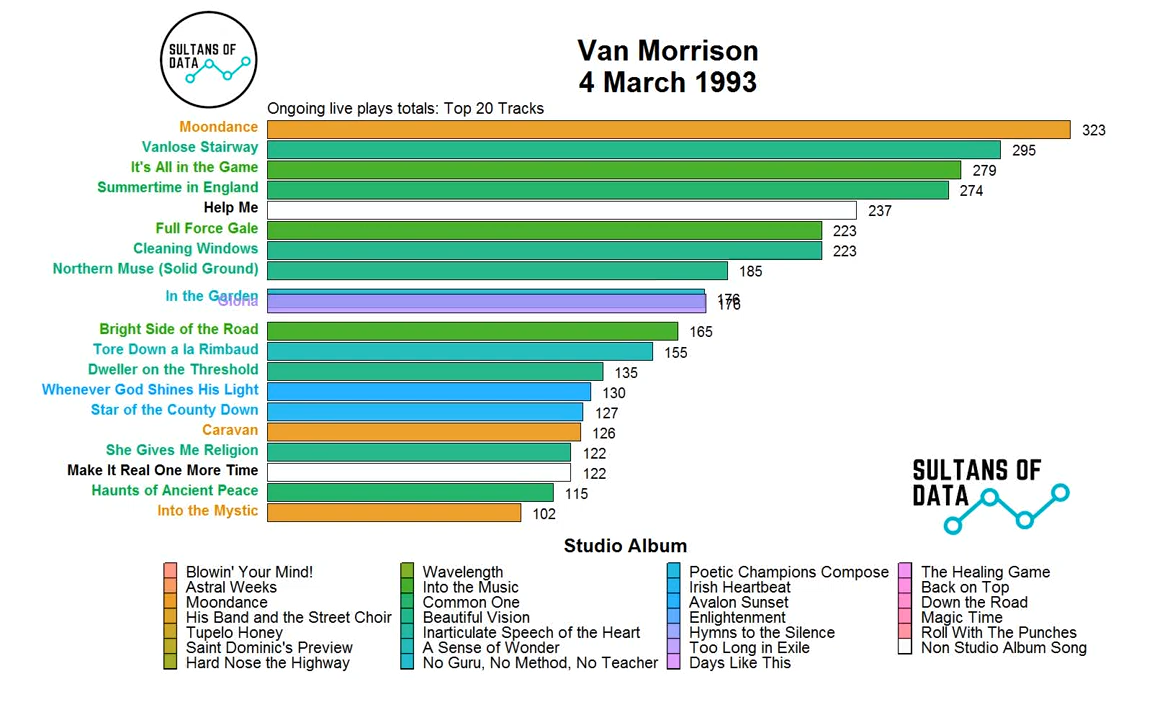 SULTANS OF
DATA
Van Morrison
4 March 1993
Ongoing live plays totals: Top 20 Tracks
Moondance 323
Vanlose Stairway 295
It's All in the Game 279
Summertime in England 274
Help Me 237
Full Force Gale 223
Cleaning Windows 223
Northern Muse (Solid Ground) 185
In the Garden 176
Gloria 176
Bright Side of the Road 165
Tore Down a la Rimbaud 155
Dweller on the Threshold 135
Whenever God Shines His Light 130
Star of the County Down 127
Caravan 126
She Gives Me Religion 122
Make It Real One More Time 122
Haunts of Ancient Peace 115
Into the Mystic 102
SULTANS OF
DATA
Studio Album
Blowin' Your Mind!
Astral Weeks
Moondance
His Band and the Street Choir
Tupelo Honey
Saint Dominic's Preview
Hard Nose the Highway
Wavelength
Into the Music
Common One
Beautiful Vision
Inarticulate Speech of the Heart
A Sense of Wonder
No Guru, No Method, No Teacher
Poetic Champions Compose
Irish Heartbeat
Avalon Sunset
Enlightenment
Hymns to the Silence
Too Long in Exile
Days Like This
The Healing Game
Back on Top
Down the Road
Magic Time
Roll With The Punches
Non Studio Album Song